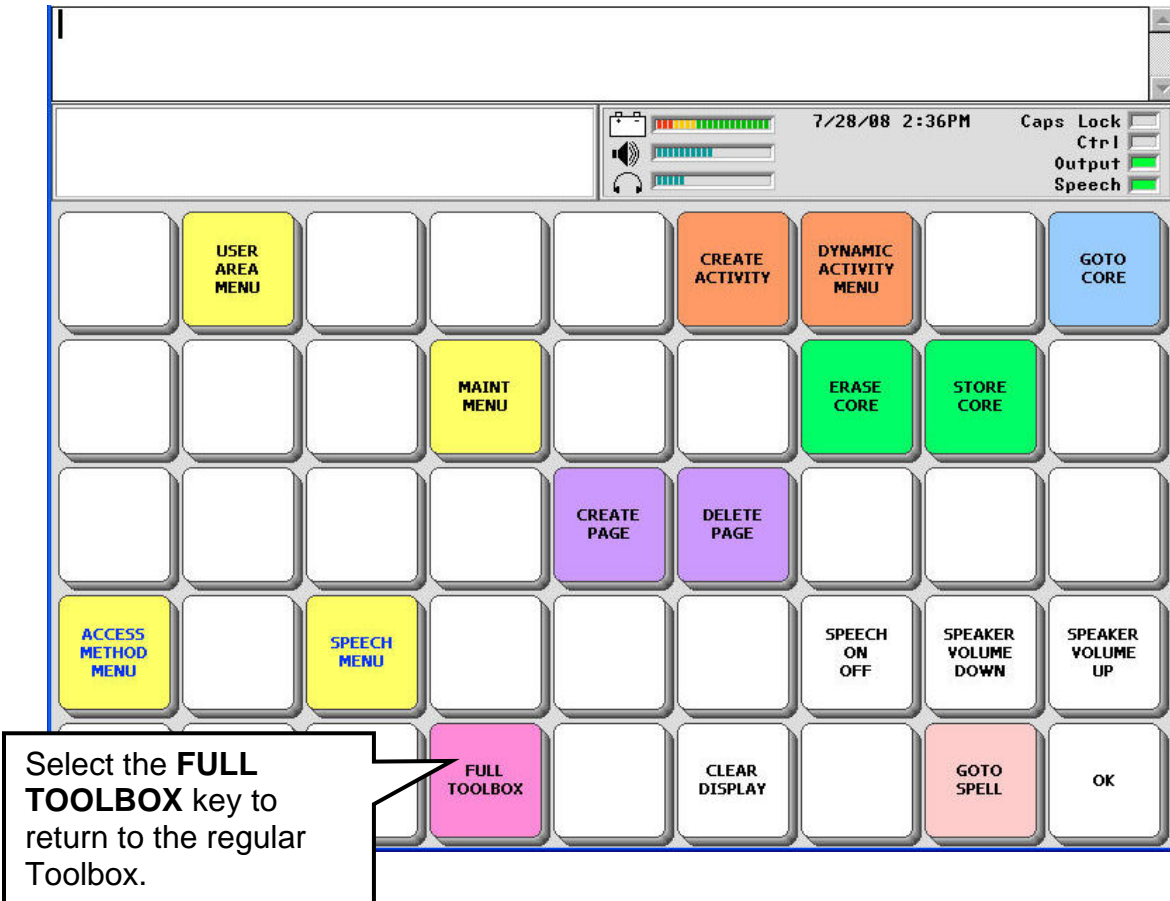 7/28/08 2:36PM
Caps Lock
Ctrl
Output
Speech
USER
AREA
MENU
CREATE
ACTIVITY
DYNAMIC
ACTIVITY
MENU
GOTO
CORE
MAINT
MENU
ERASE
CORE
STORE
CORE
CREATE
PAGE
DELETE
PAGE
ACCESS
METHOD
MENU
SPEECH
MENU
SPEECH
ON
OFF
SPEAKER
VOLUME
DOWN
SPEAKER
VOLUME
UP
FULL
TOOLBOX
CLEAR
DISPLAY
GOTO
SPELL
OK
Select the FULL
TOOLBOX key to
return to the regular
Toolbox.